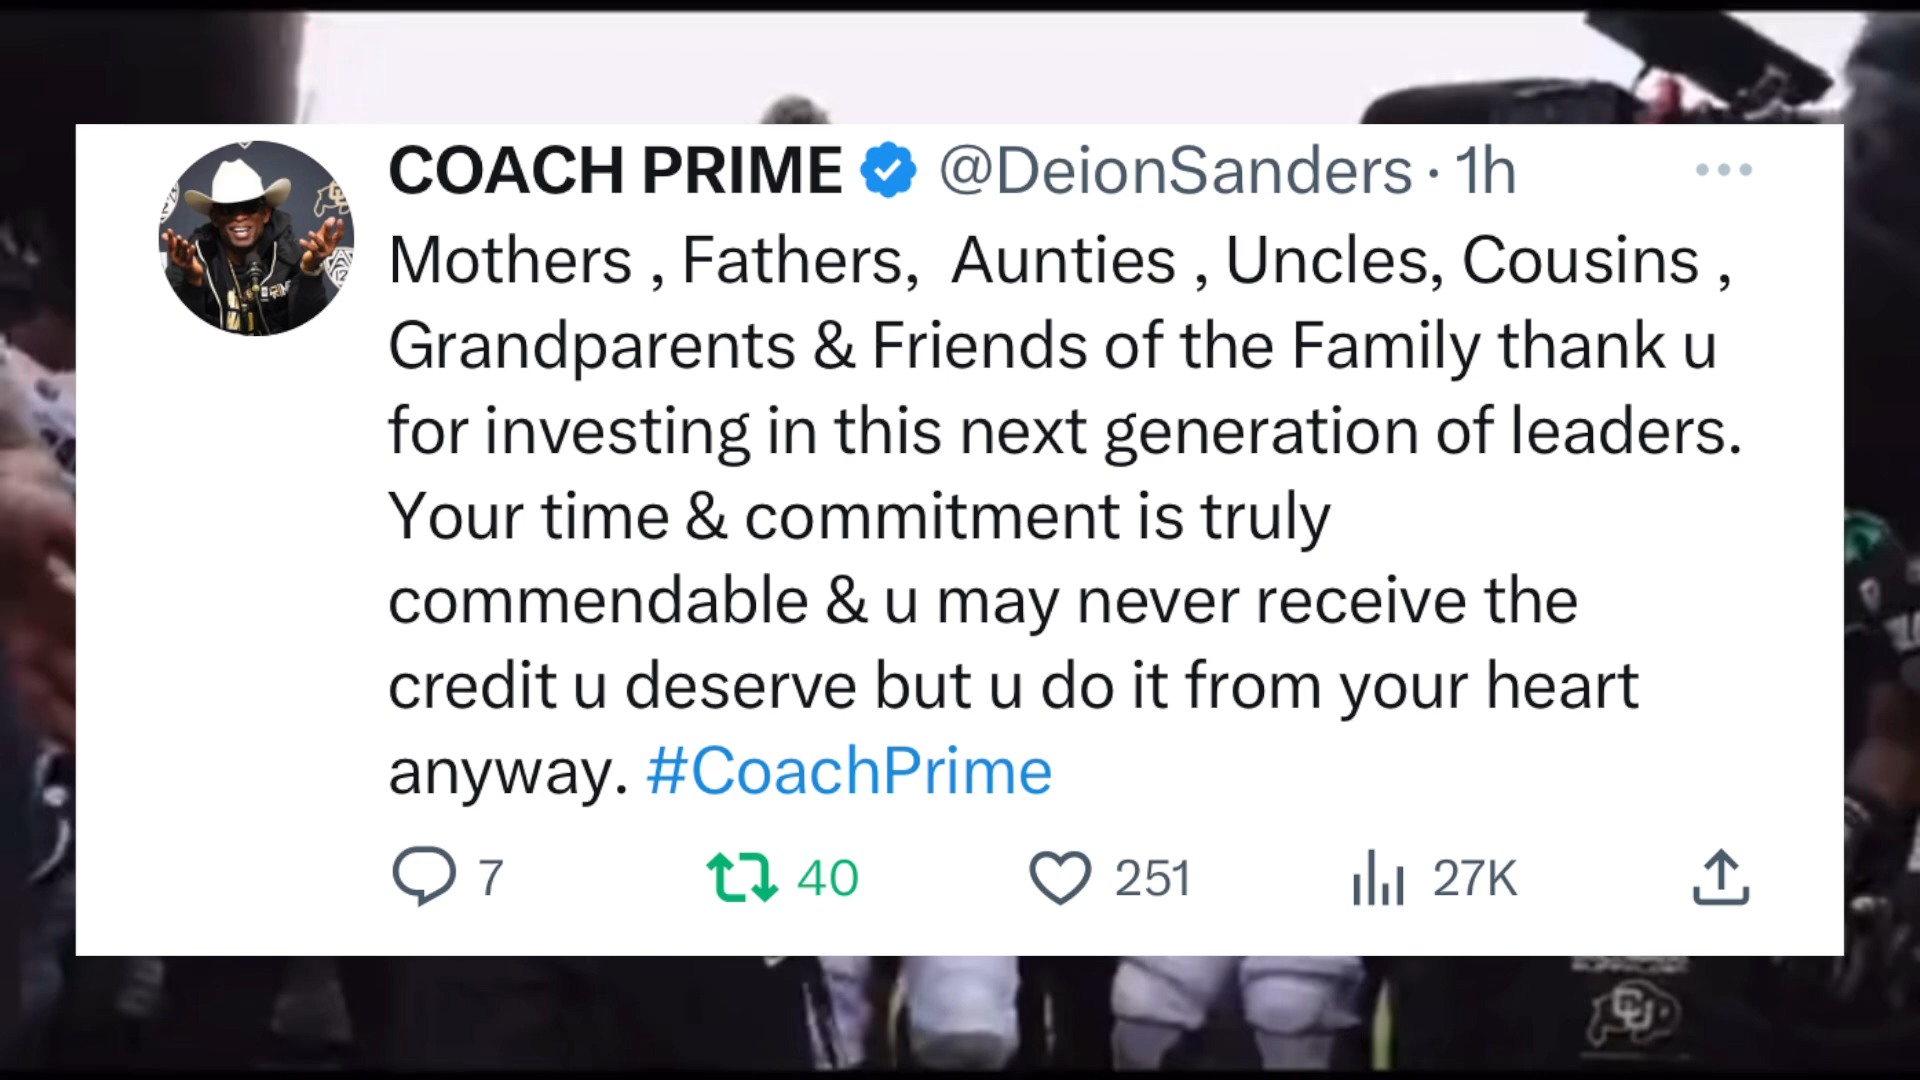 COACH PRIME @DeionSanders · 1h
Mothers , Fathers,  Aunties , Uncles, Cousins ,
Grandparents & Friends of the Family thank u
for investing in this next generation of leaders.
Your time & commitment is truly
commendable & u may never receive the
credit u deserve but u do it from your heart
anyway. #CoachPrime
7 40 251 27K
CU